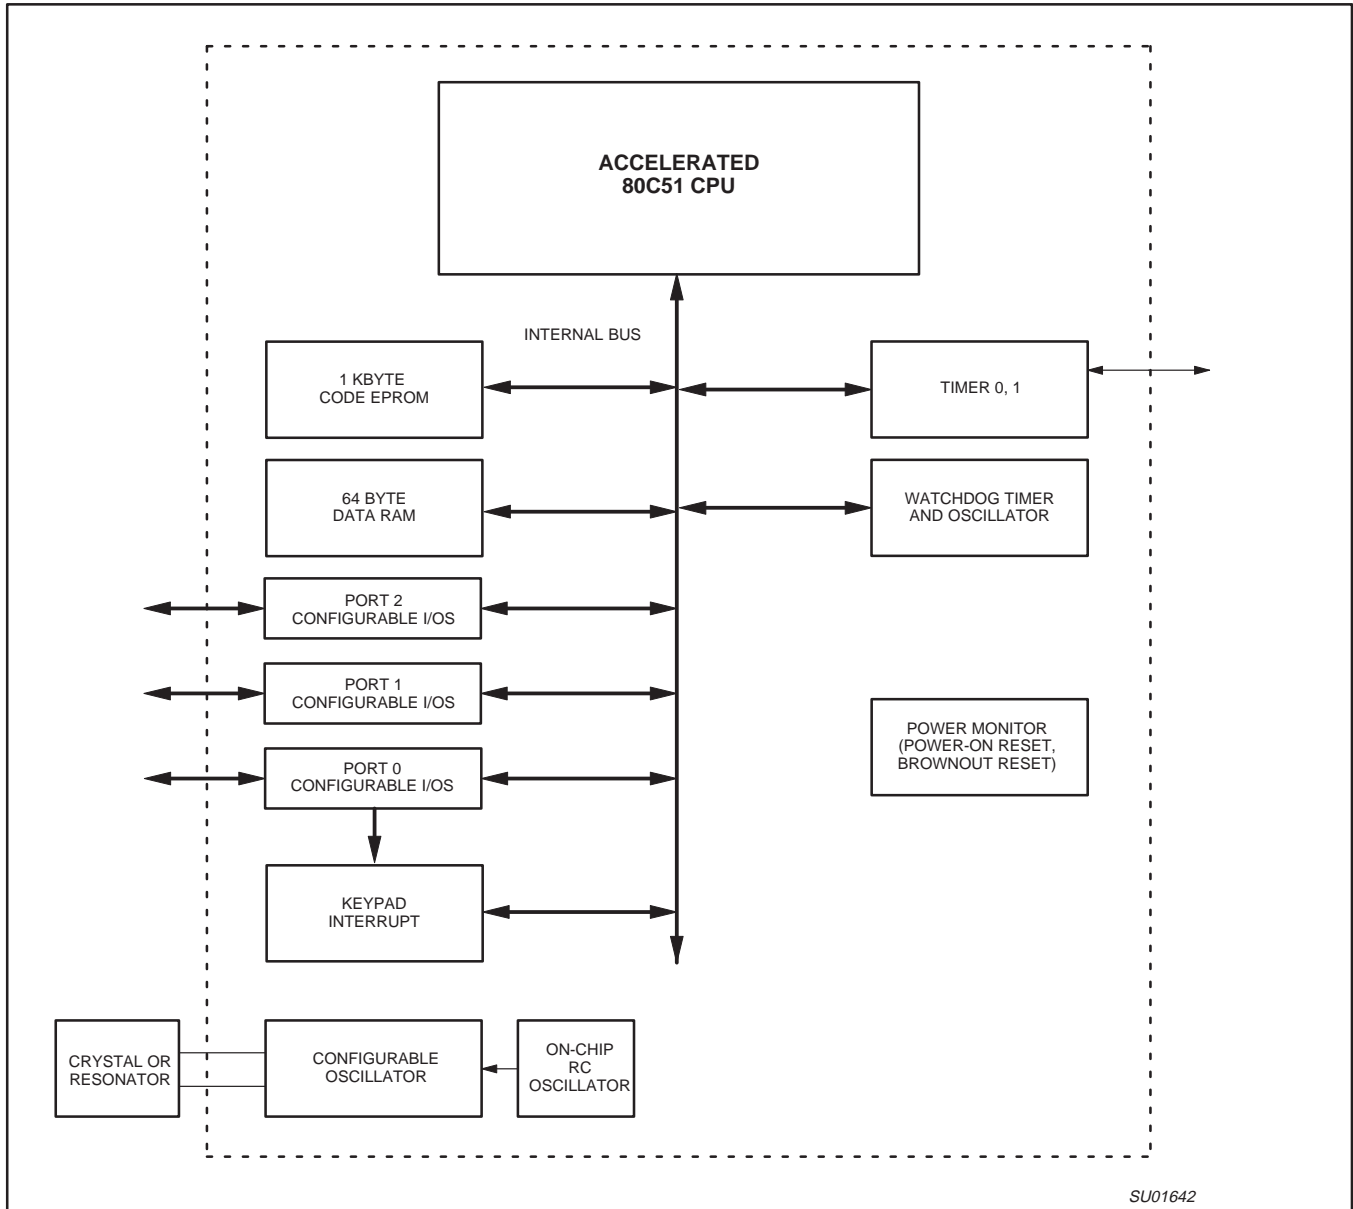 ACCELERATED
80C51 CPU
INTERNAL BUS
1 KBYTE
CODE EPROM
TIMER 0, 1
64 BYTE
DATA RAM
WATCHDOG TIMER
AND OSCILLATOR
PORT 2
CONFIGURABLE I/OS
PORT 1
CONFIGURABLE I/OS
POWER MONITOR
(POWER-ON RESET,
BROWNOUT RESET)
PORT 0
CONFIGURABLE I/OS
KEYPAD
INTERRUPT
CRYSTAL OR
RESONATOR
CONFIGURABLE
OSCILLATOR
ON-CHIP
RC
OSCILLATOR
SU01642